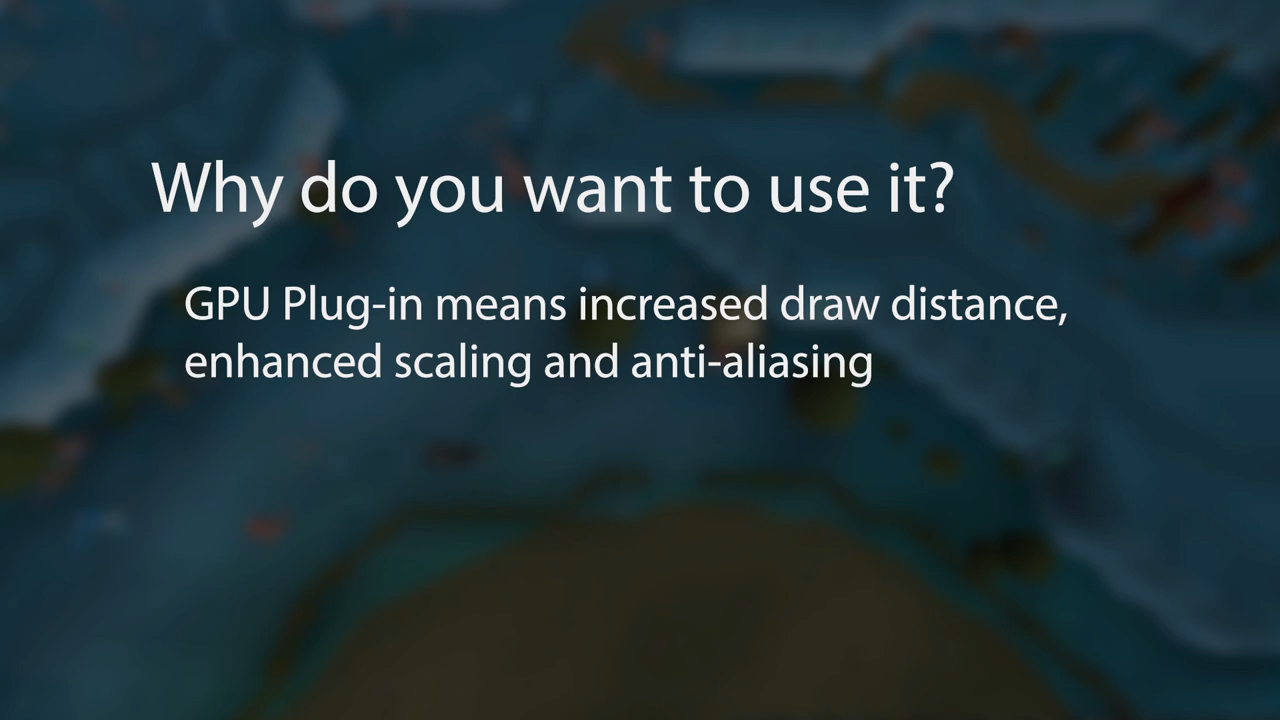 Why do you want to use it?
GPU Plug-in means increased draw distance,
enhanced scaling and anti-aliasing